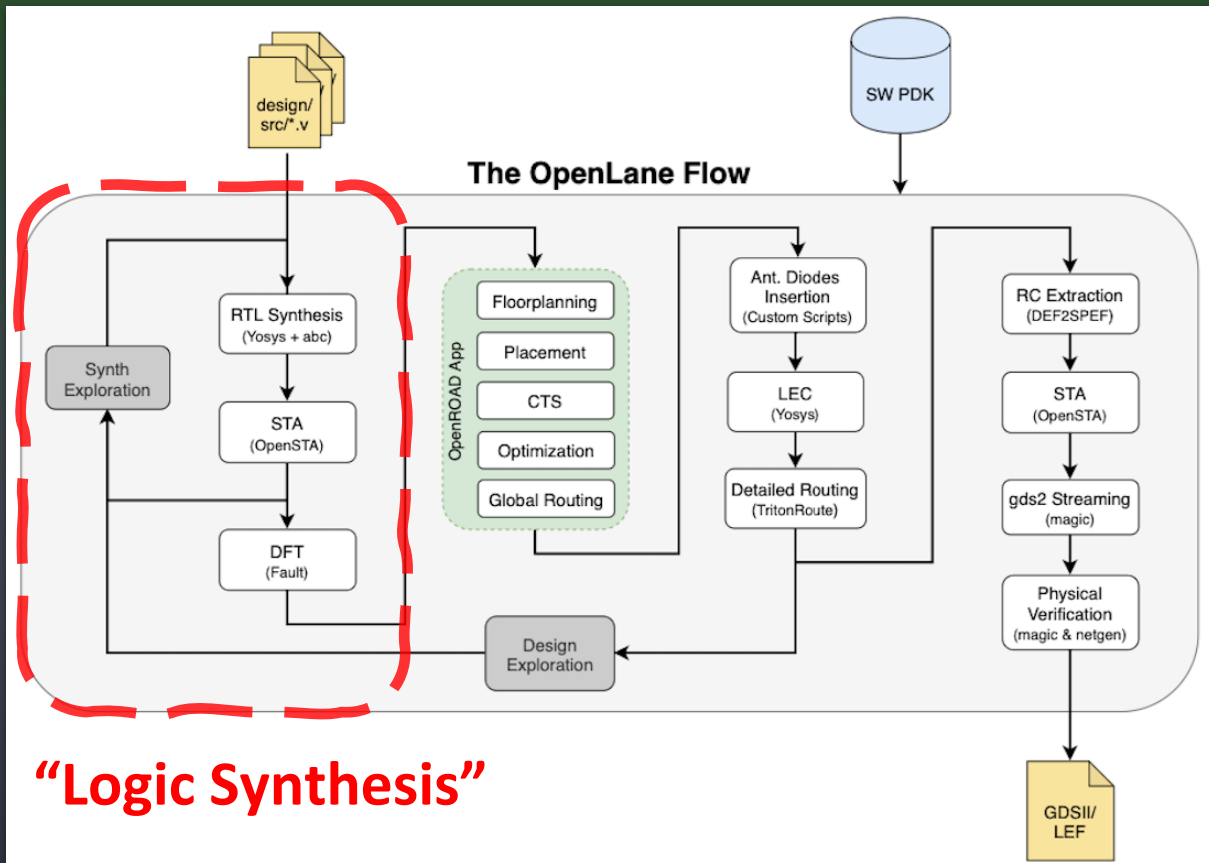 design/
src/*.v
SW PDK
The OpenLane Flow
RTL Synthesis
(Yosys + abc)
Synth
Exploration
STA
(OpenSTA)
DFT
(Fault)
OpenROAD App
Floorplanning
Placement
CTS
Optimization
Global Routing
Ant. Diodes
Insertion
(Custom Scripts)
LEC
(Yosys)
Detailed Routing
(TritonRoute)
Design
Exploration
RC Extraction
(DEF2SPEF)
STA
(OpenSTA)
gds2 Streaming
(magic)
Physical
Verification
(magic & netgen)
“Logic Synthesis”
GDSII/
LEF